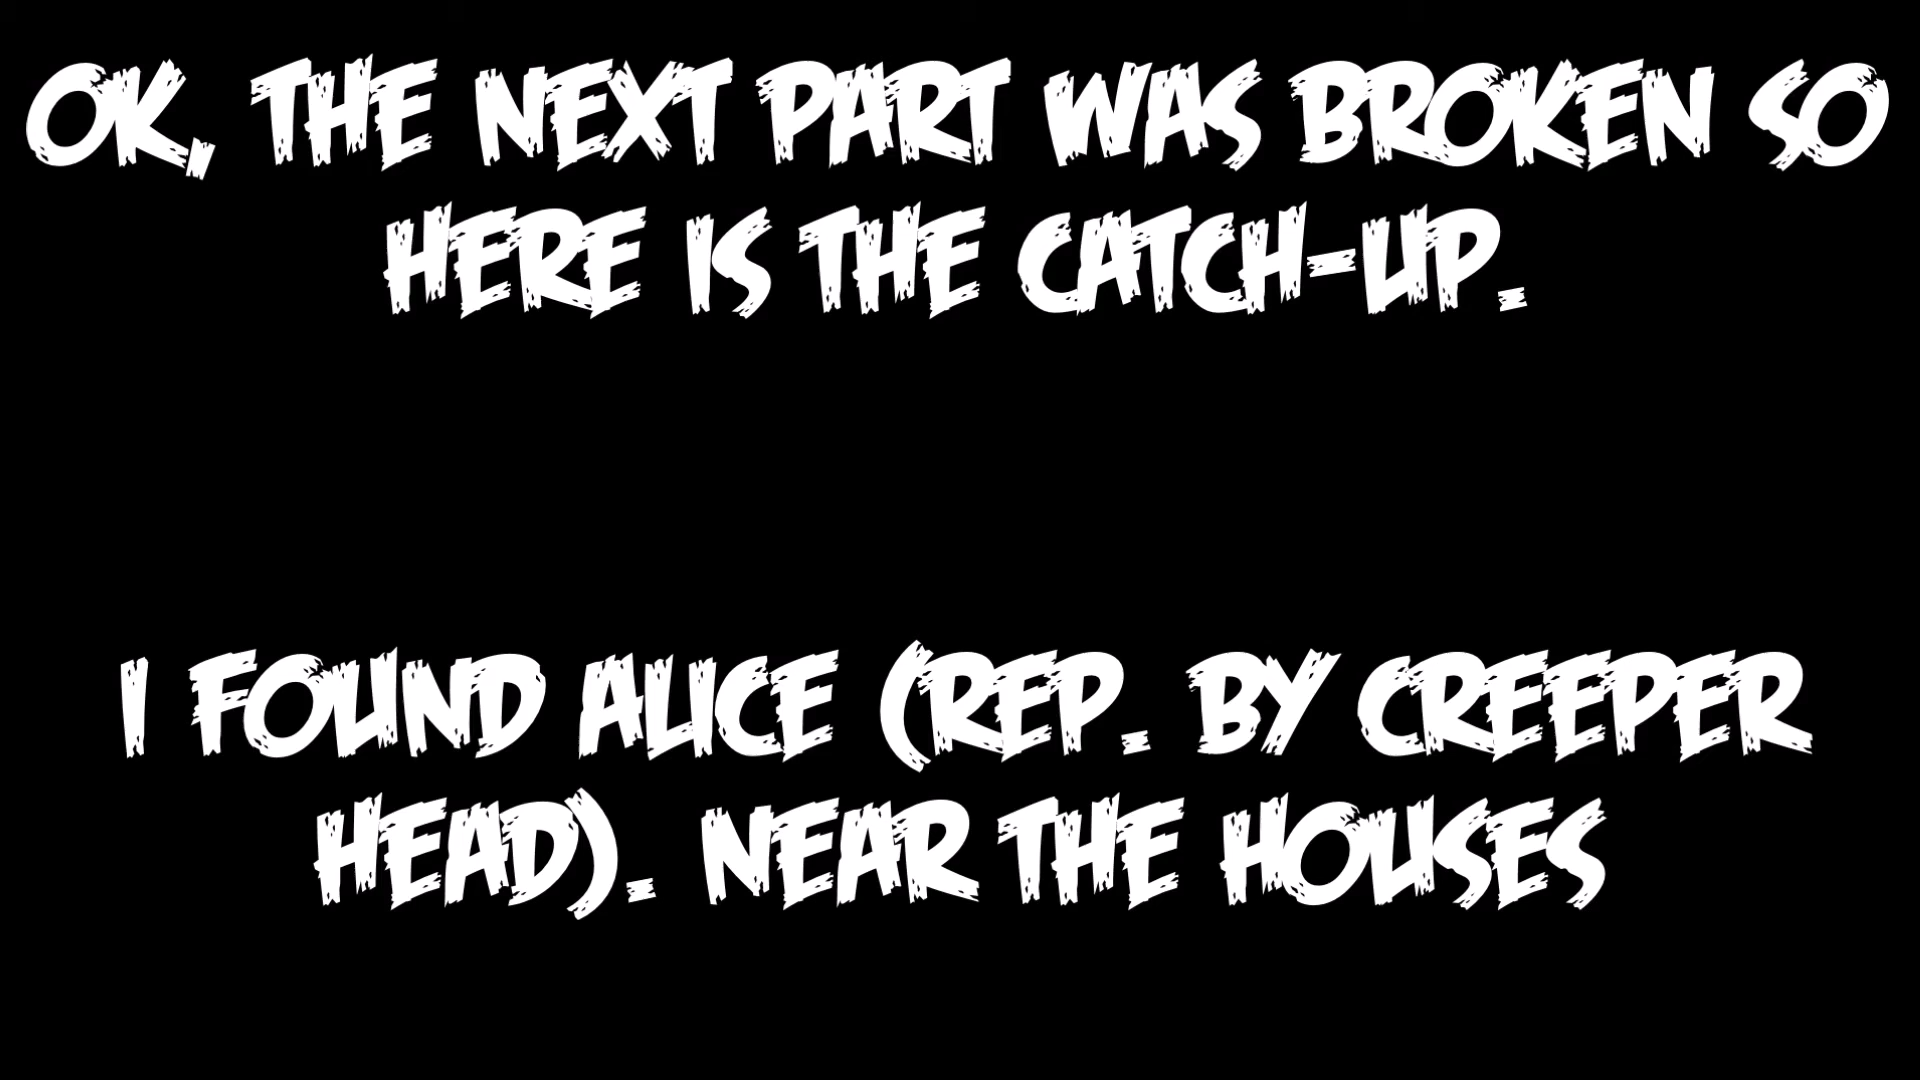 OK, THE NEXT PART WAS BROKEN SO
HERE IS THE CATCH-UP.
I FOUND ALICE (REP. BY CREEPER
HEAD). NEAR THE HOUSES